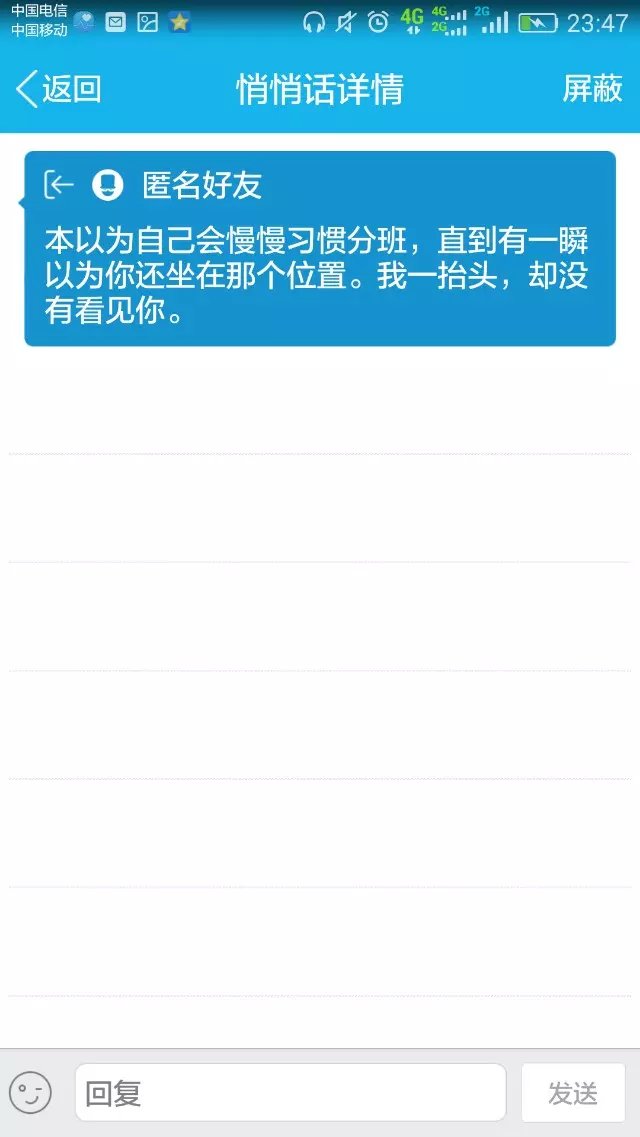 中国电信
中国移动
4G
4G
2G
2G
23:47
返回
悄悄话详情
屏蔽
匿名好友
本以为自己会慢慢习惯分班，直到有一瞬
以为你还坐在那个位置。我一抬头，却没
有看见你。
回复
发送